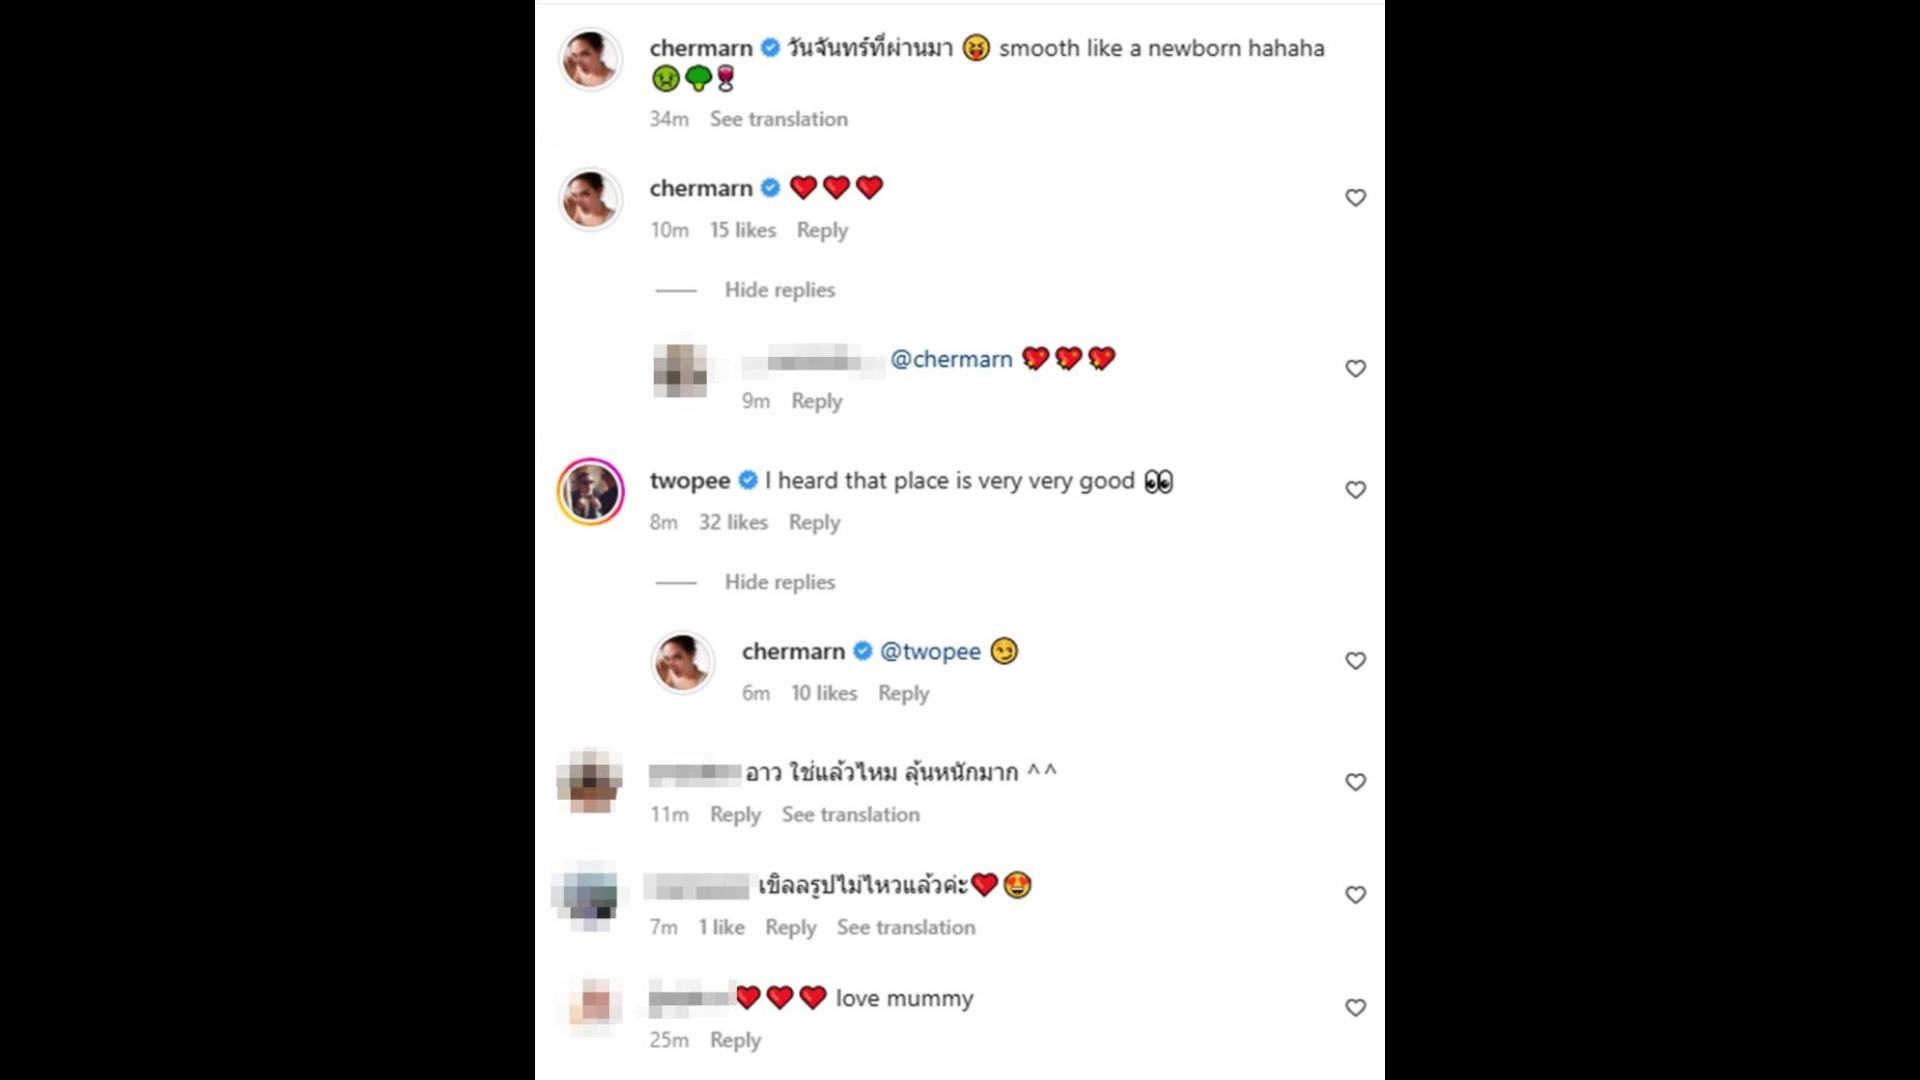 chermarn วันจันทร์ที่ผ่านมา 😝 smooth like a newborn hahaha
🤢🥦🍷
34m See translation
chermarn ❤️❤️❤️
10m 15 likes Reply
Hide replies
@chermarn 💖💖💖
9m Reply
twopee I heard that place is very very good 👀
8m 32 likes Reply
Hide replies
chermarn @twopee 😏
6m 10 likes Reply
อาว ใช่แล้วไหม ลุ้นหนักมาก ^^
11m Reply See translation
เขิลลรูปไม่ไหวแล้วค่ะ❤️😍
7m 1 like Reply See translation
❤️❤️❤️ love mummy
25m Reply